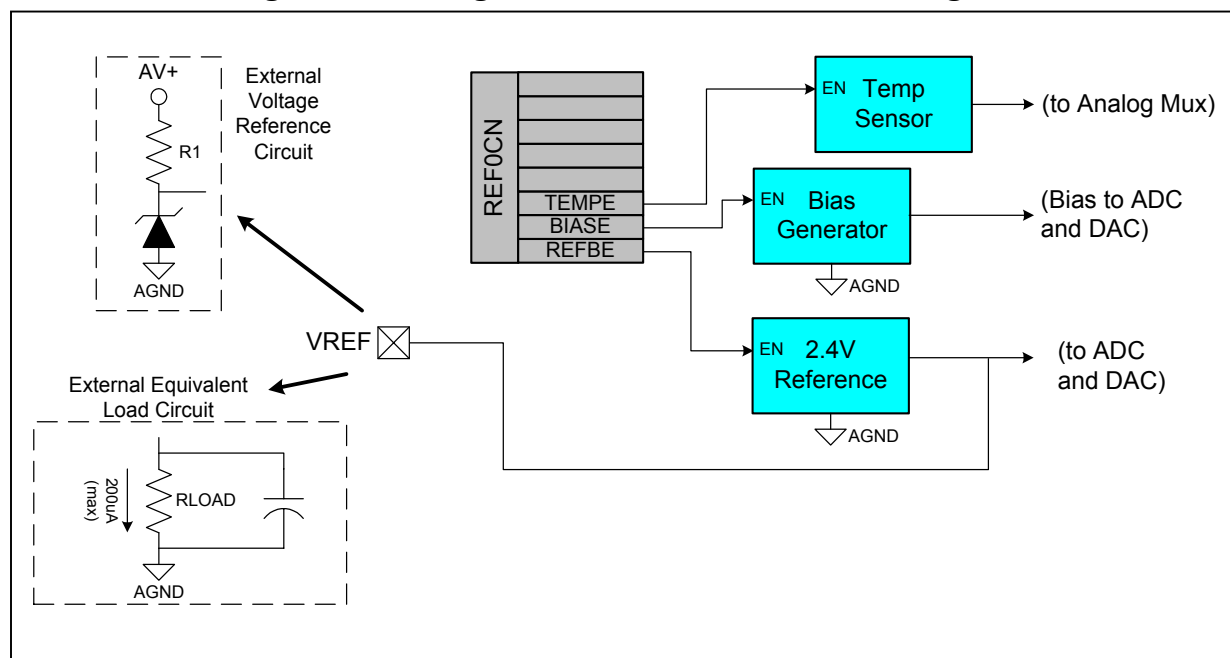 AV+
R1
AGND
External
Voltage
Reference
Circuit
REF0CN
TEMPE
BIASE
REFBE
EN Temp
Sensor
(to Analog Mux)
EN Bias
Generator
AGND
(Bias to ADC
and DAC)
EN 2.4V
Reference
AGND
(to ADC
and DAC)
VREF
External Equivalent
Load Circuit
200uA
(max)
RLOAD
AGND